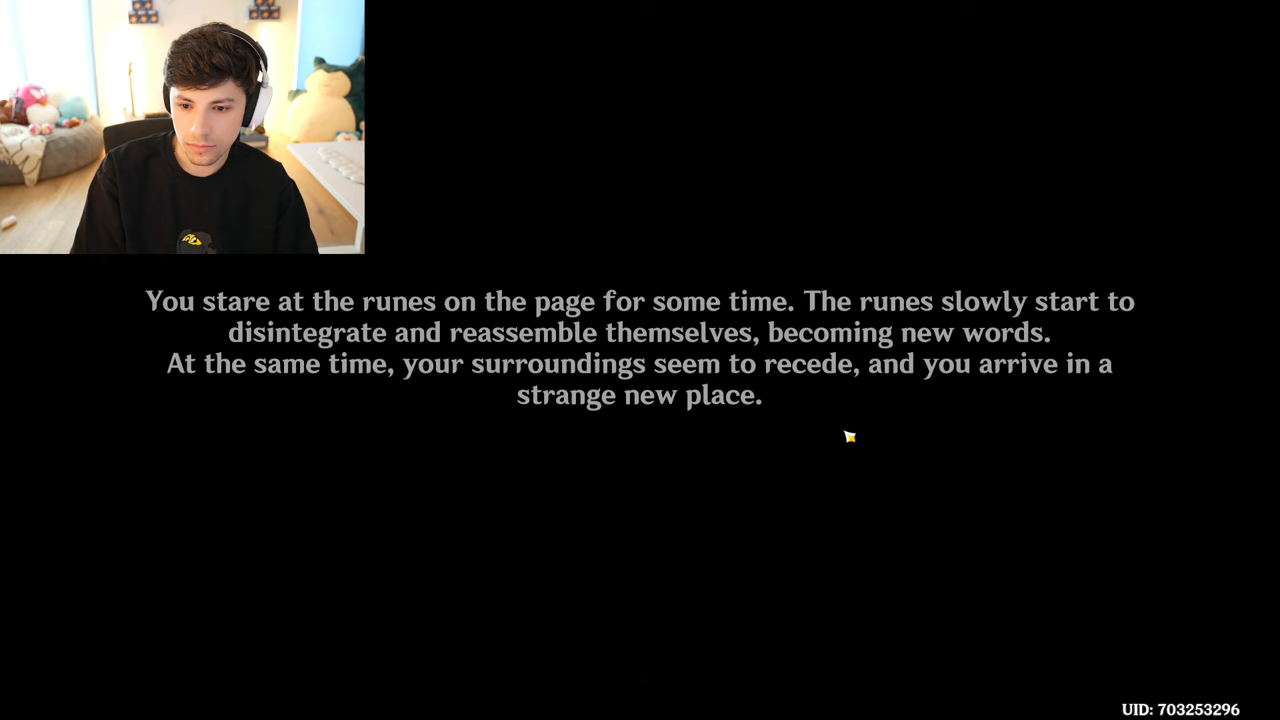 You stare at the runes on the page for some time. The runes slowly start to
disintegrate and reassemble themselves, becoming new words.
At the same time, your surroundings seem to recede, and you arrive in a
strange new place.
UID: 703253296